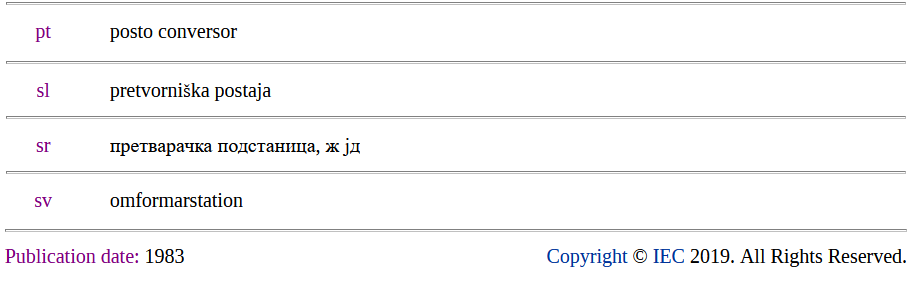 pt posto conversor
sl pretvorniška postaja
sr претварачка подстаница, ж јд
sv omformarstation
Publication date: 1983 Copyright © IEC 2019. All Rights Reserved.